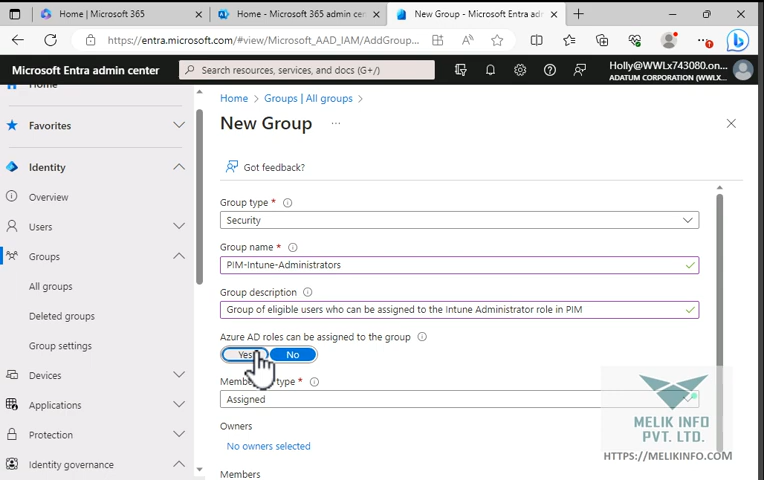 Home | Microsoft 365
Home - Microsoft 365 admin cen
New Group - Microsoft Entra adm
https://entra.microsoft.com/#view/Microsoft_AAD_IAM/AddGroup...
Microsoft Entra admin center
Search resources, services, and docs (G+/)
Holly@WWLx743080.on...
ADATUM CORPORATION (WWLX...
Home
Favorites
Identity
Overview
Users
Groups
All groups
Deleted groups
Group settings
Devices
Applications
Protection
Identity governance
Home > Groups | All groups >
New Group ...
Got feedback?
Group type *
Security
Group name *
PIM-Intune-Administrators
Group description
Group of eligible users who can be assigned to the Intune Administrator role in PIM
Azure AD roles can be assigned to the group
Yes No
type *
Assigned
Owners
No owners selected
Members
MELIK INFO
PVT. LTD.
HTTPS://MELIKINFO.COM